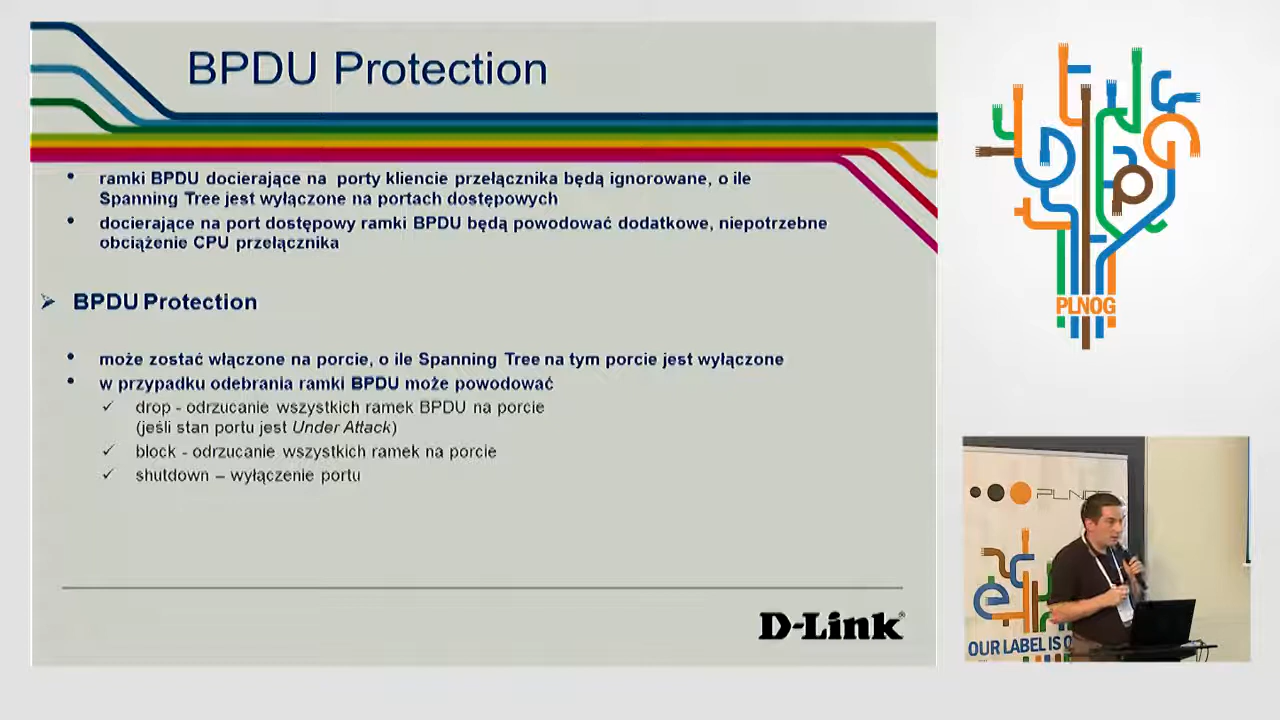 BPDU Protection
• ramki BPDU docierające na porty kliencie przełącznika będą ignorowane, o ile
Spanning Tree jest wyłączone na portach dostępowych
• docierające na port dostępowy ramki BPDU będą powodować dodatkowe, niepotrzebne
obciążenie CPU przełącznika
➢ BPDU Protection
• może zostać włączone na porcie, o ile Spanning Tree na tym porcie jest wyłączone
• w przypadku odebrania ramki BPDU może powodować
✓ drop - odrzucanie wszystkich ramek BPDU na porcie
(jeśli stan portu jest Under Attack)
✓ block - odrzucanie wszystkich ramek na porcie
✓ shutdown – wyłączenie portu
D-Link®
PLNOG
PLNOG
OUR LABEL IS